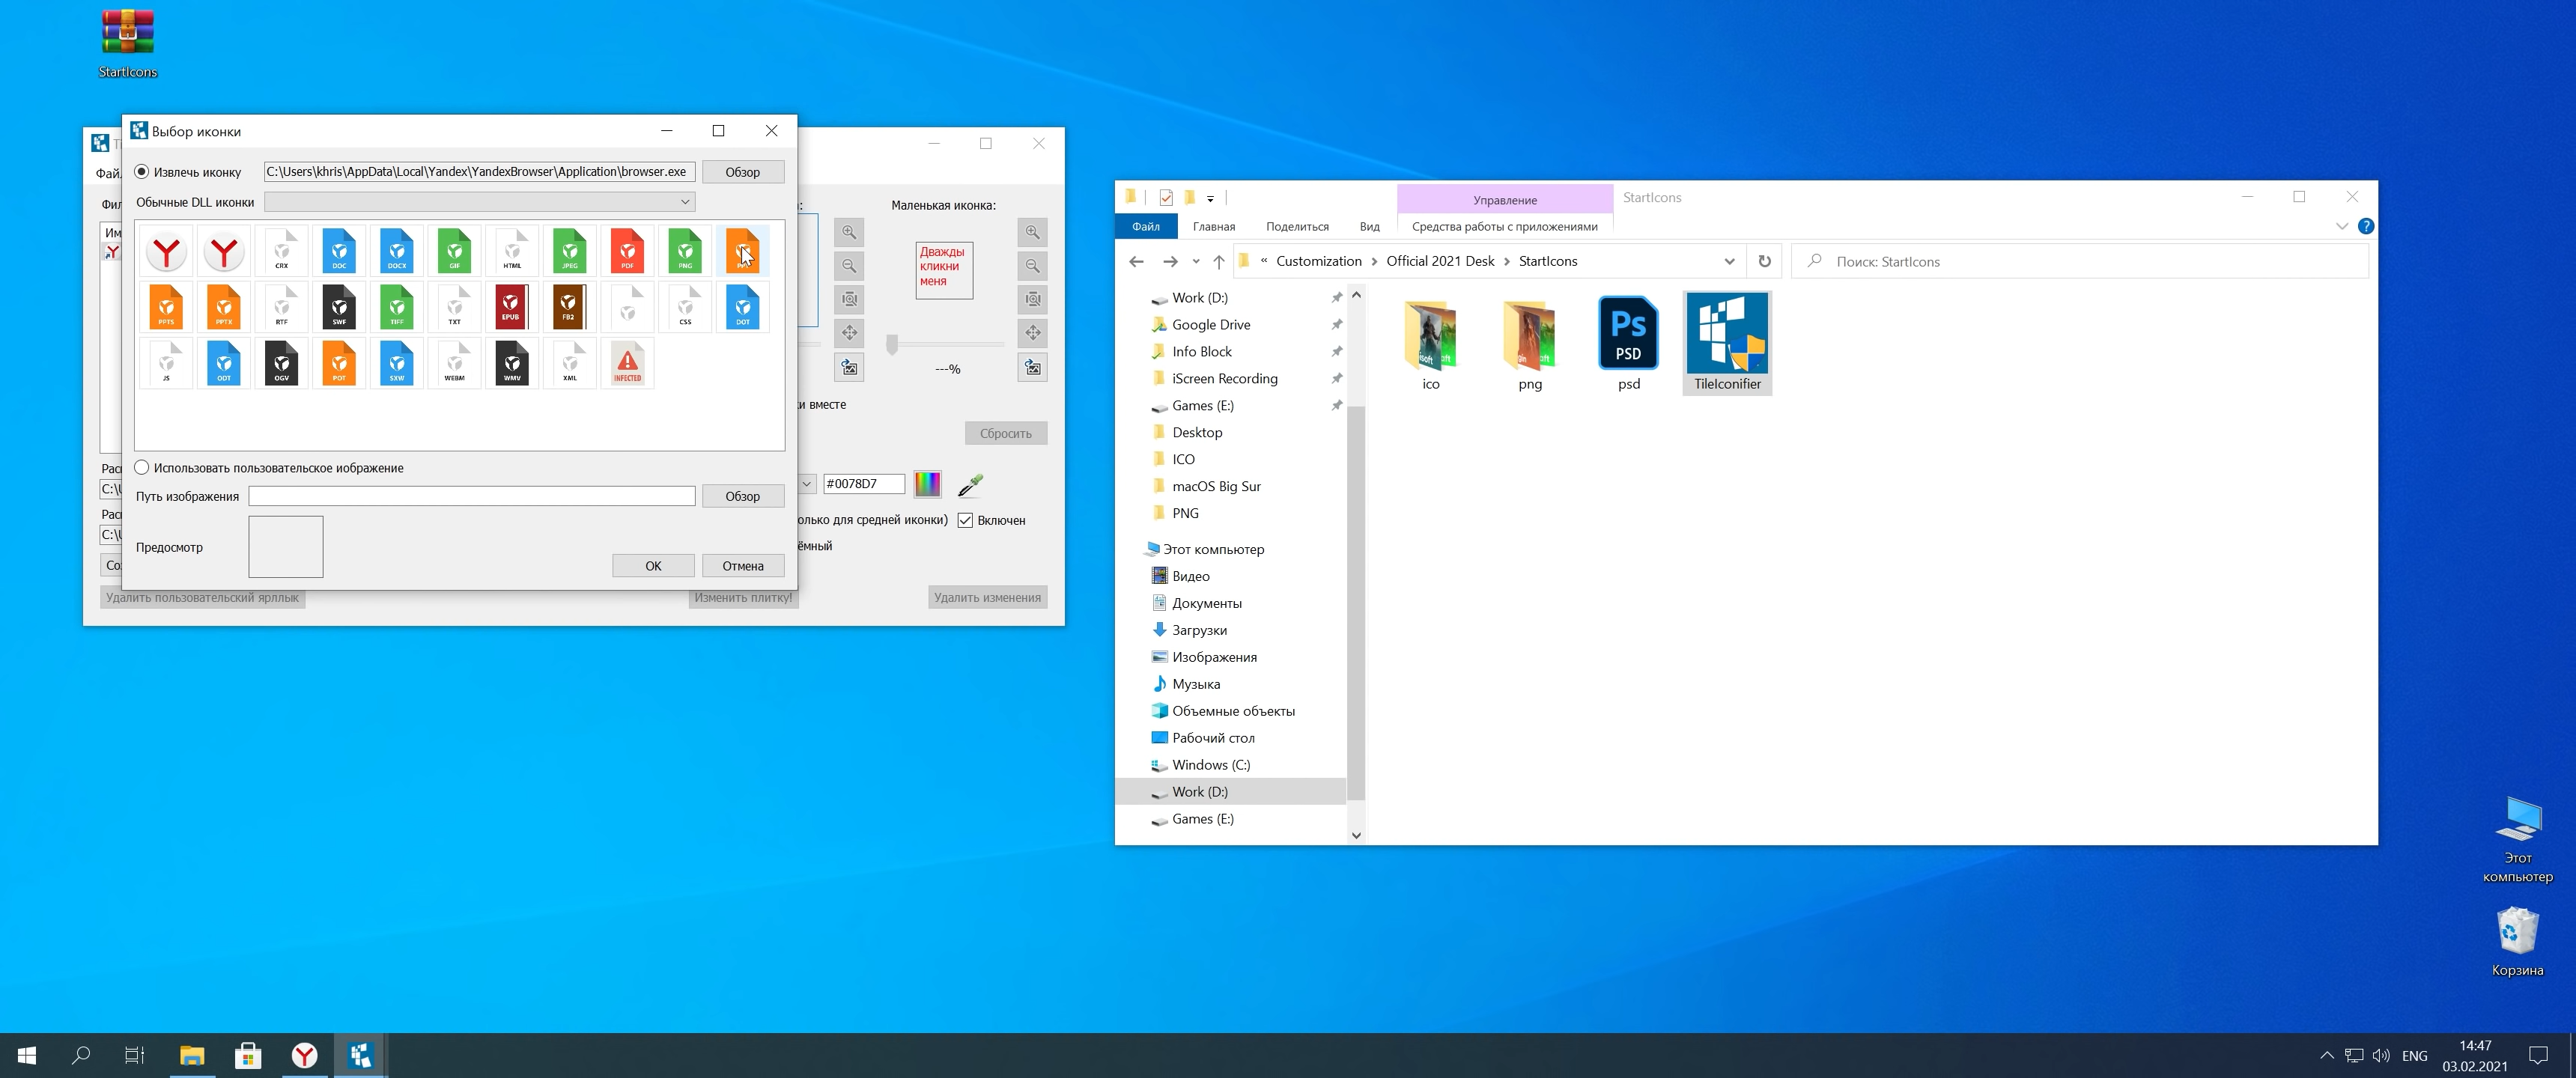 StartIcons
Выбор иконки
Извлечь иконку
C:\Users\khris\AppData\Local\Yandex\YandexBrowser\Application\browser.exe
Обзор
Обычные DLL иконки
CRX
DOC
DOCX
GIF
HTML
JPEG
PDF
PNG
PPTS
PPTX
RTF
SWF
TIFF
TXT
EPUB
FB2
CSS
DOT
JS
ODT
OGV
POT
SXW
WEBM
WMV
XML
INFECTED
Использовать пользовательское иображение
Путь изображения
Обзор
Предосмотр
OK
Отмена
Маленькая иконка:
Дважды
кликни
меня
---%
вместе
Сбросить
#0078D7
олько для средней иконки)
Включен
ёмный
Удалить пользовательский ярллык
Изменить плитку!
Удалить изменения
Управление
StartIcons
Файл
Главная
Поделиться
Вид
Средства работы с приложениями
« Customization > Official 2021 Desk > StartIcons
Поиск: StartIcons
Work (D:)
Google Drive
Info Block
iScreen Recording
Games (E:)
Desktop
ICO
macOS Big Sur
PNG
Этот компьютер
Видео
Документы
Загрузки
Изображения
Музыка
Объемные объекты
Рабочий стол
Windows (C:)
Work (D:)
Games (E:)
ico
png
Ps
PSD
psd
TileIconifier
Этот
компьютер
Корзина
ENG
14:47
03.02.2021